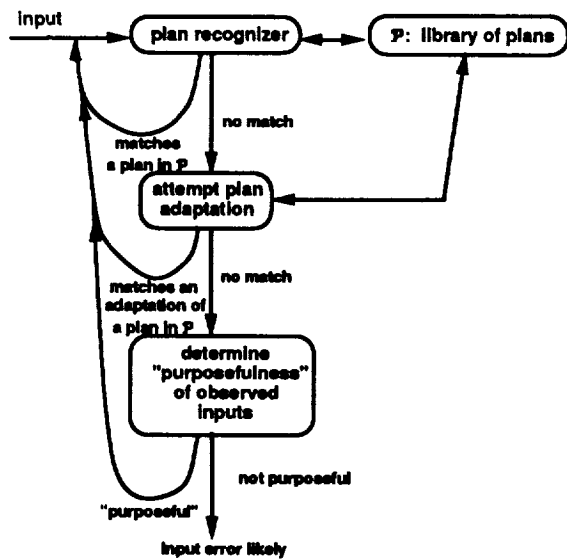 input
plan recognizer
P: library of plans
no match
matches
a plan in P
attempt plan
adaptation
no match
matches an
adaptation of
a plan in P
determine
"purposefulness"
of observed
inputs
not purposeful
"purposeful"
input error likely